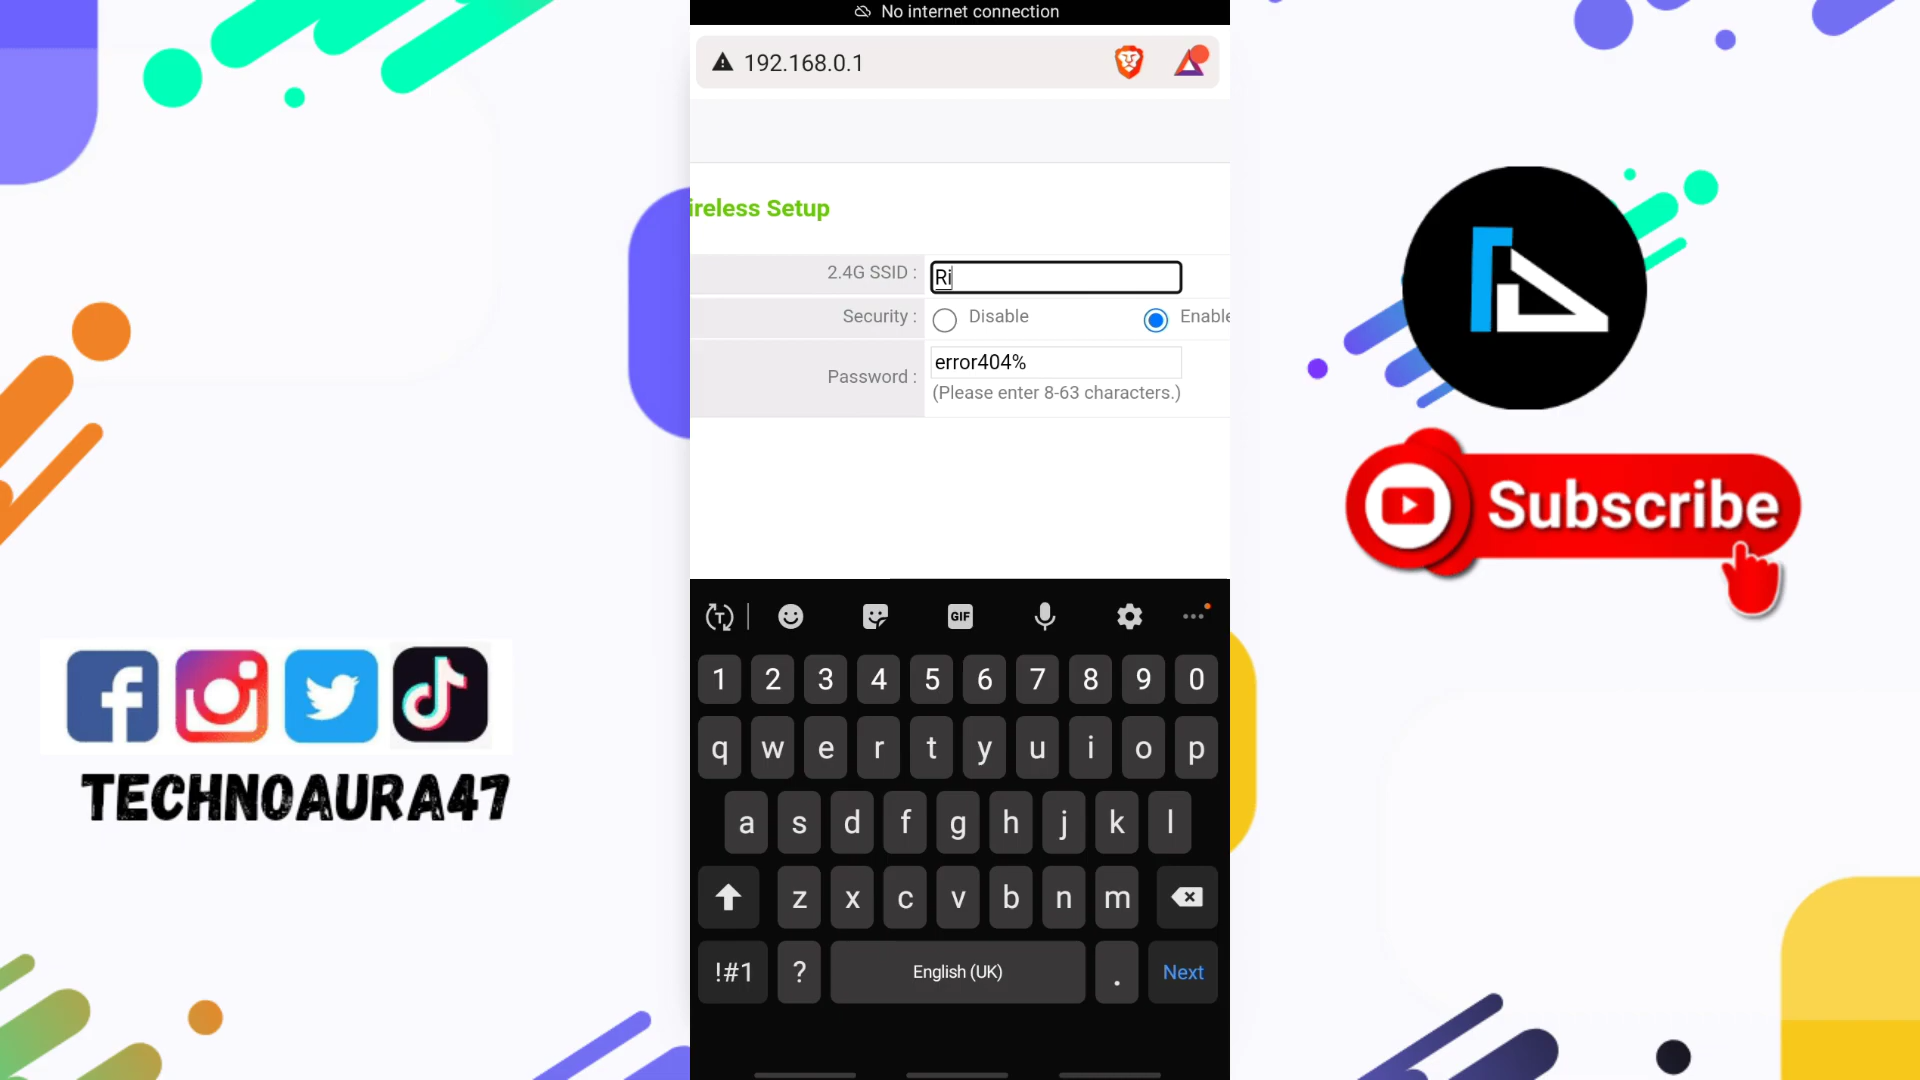 No internet connection
192.168.0.1
ireless Setup
2.4G SSID : Ri
Security : Disable Enable
Password : error404%
(Please enter 8-63 characters.)
GIF
1 2 3 4 5 6 7 8 9 0
q w e r t y u i o p
a s d f g h j k l
z x c v b n m
!#1 ? English (UK) . Next
Subscribe
TECHNOAURA47